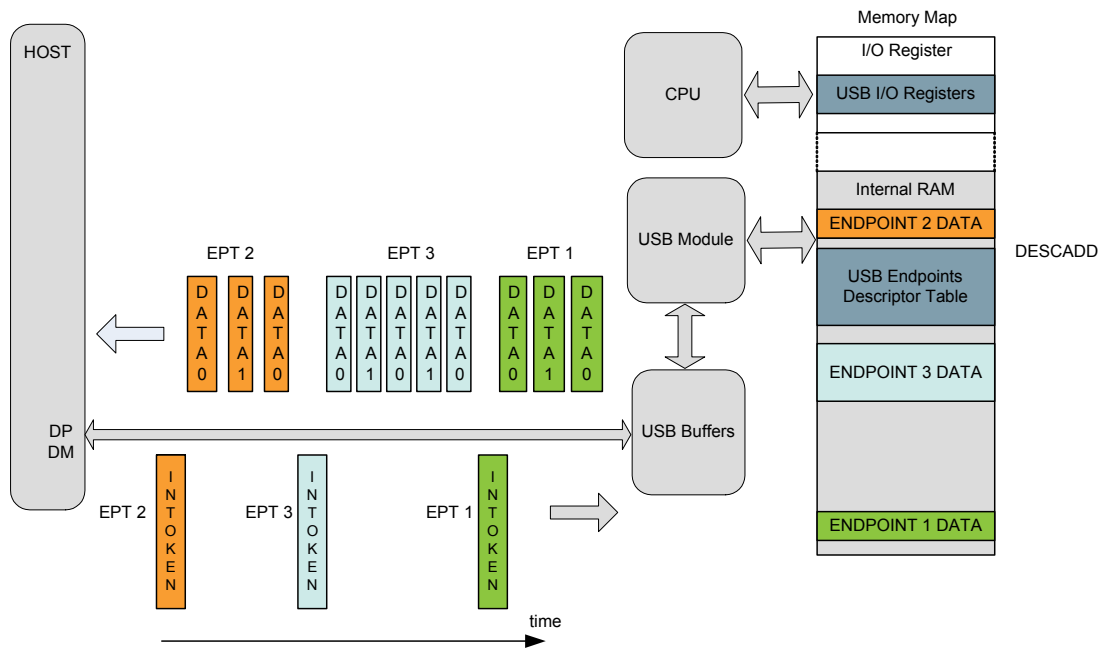 Memory Map
HOST
I/O Register
CPU
USB I/O Registers
Internal RAM
ENDPOINT 2 DATA
USB Module
DESCADD
EPT 2
EPT 3
EPT 1
USB Endpoints
Descriptor Table
DATA0
DATA1
DATA0
DATA0
DATA1
DATA0
DATA1
DATA0
DATA0
DATA1
DATA0
ENDPOINT 3 DATA
DP
DM
USB Buffers
EPT 2
INTOKEN
EPT 3
INTOKEN
EPT 1
INTOKEN
ENDPOINT 1 DATA
time